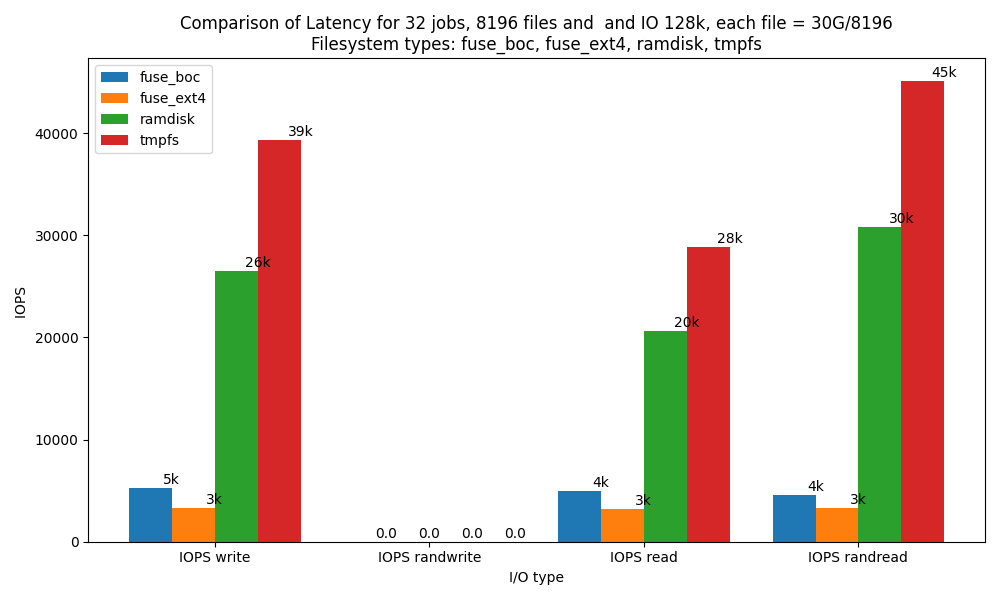 Comparison of Latency for 32 jobs, 8196 files and  and IO 128k, each file = 30G/8196
Filesystem types: fuse_boc, fuse_ext4, ramdisk, tmpfs
fuse_boc
fuse_ext4
ramdisk
tmpfs
IOPS
40000
30000
20000
10000
0
5k
3k
26k
39k
0.0
0.0
0.0
0.0
4k
3k
20k
28k
4k
3k
30k
45k
IOPS write
IOPS randwrite
IOPS read
IOPS randread
I/O type